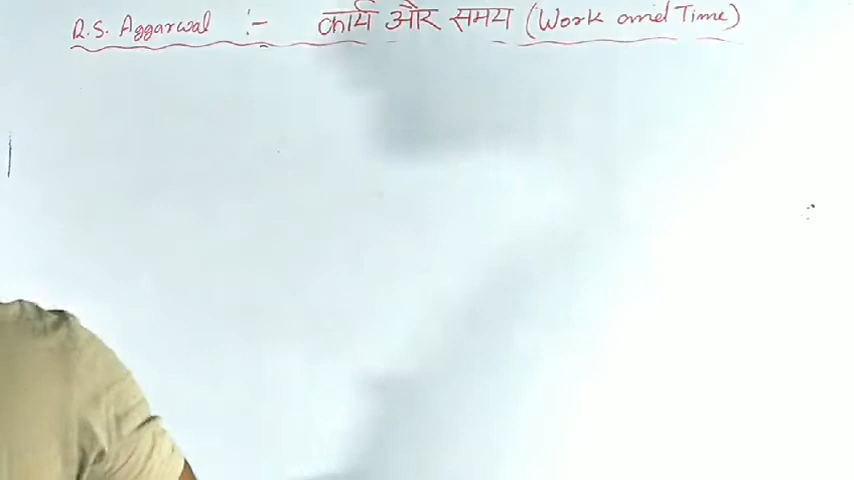 R.S. Aggarwal :- कार्य और समय (Work and Time)